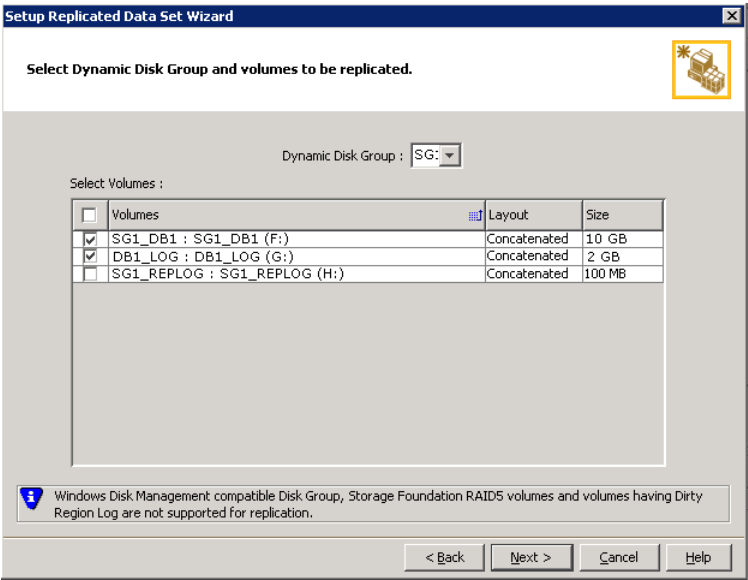 Setup Replicated Data Set Wizard
Select Dynamic Disk Group and volumes to be replicated.
Dynamic Disk Group :
Select Volumes :
Volumes Layout Size
SG1_DB1 : SG1_DB1 (F:) Concatenated 10 GB
DB1_LOG : DB1_LOG (G:) Concatenated 2 GB
SG1_REPLOG : SG1_REPLOG (H:) Concatenated 100 MB
Windows Disk Management compatible Disk Group, Storage Foundation RAID5 volumes and volumes having Dirty
Region Log are not supported for replication.
< Back Next > Cancel Help